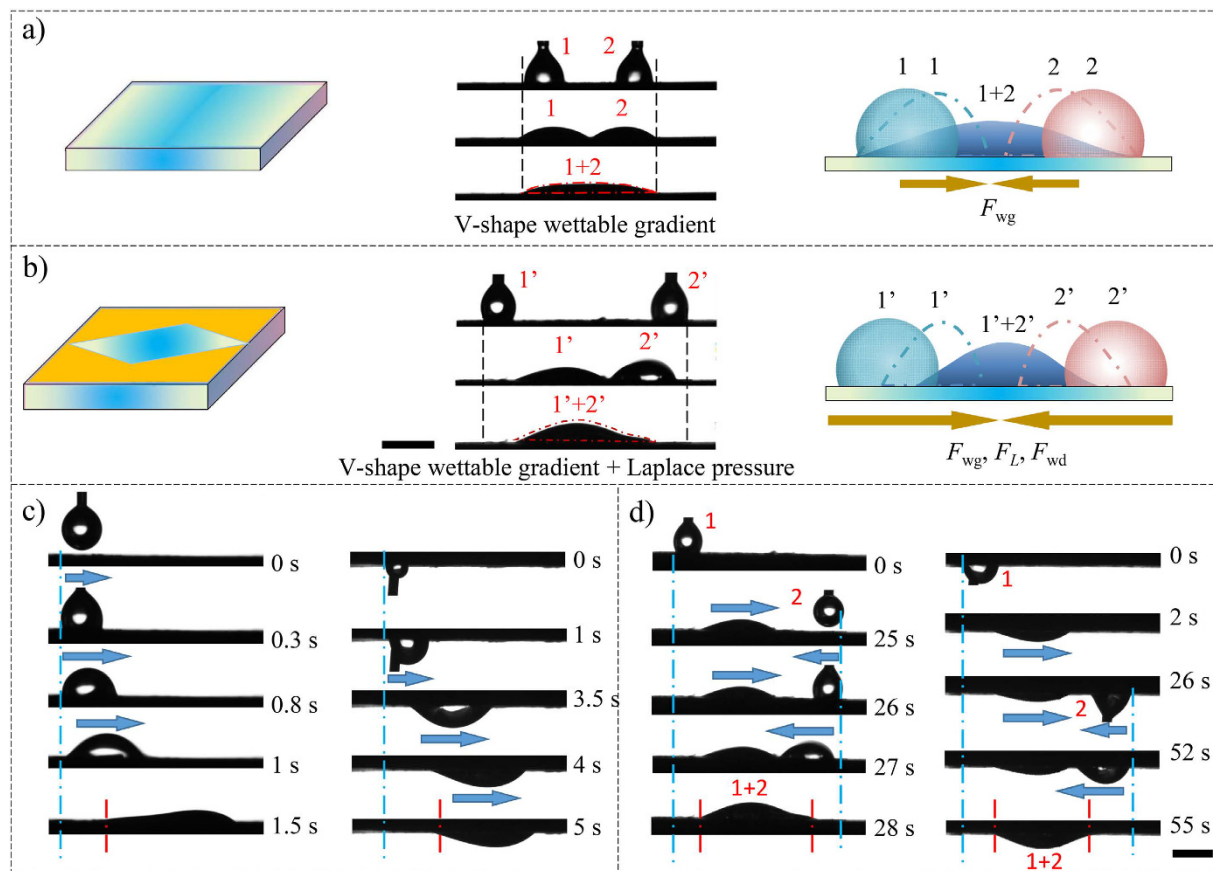 a)
1 2
1 2
1+2
V-shape wettable gradient
1 1 2 2
1+2
Fwg
b)
1’ 2’
1’ 2’
1’+2’
V-shape wettable gradient + Laplace pressure
1’ 1’ 2’ 2’
1’+2’
Fwg, FL, Fwd
c)
0 s
0.3 s
0.8 s
1 s
1.5 s
0 s
1 s
3.5 s
4 s
5 s
d)
1
0 s
2
25 s
26 s
27 s
1+2
28 s
0 s
1
2 s
26 s
2
52 s
55 s
1+2